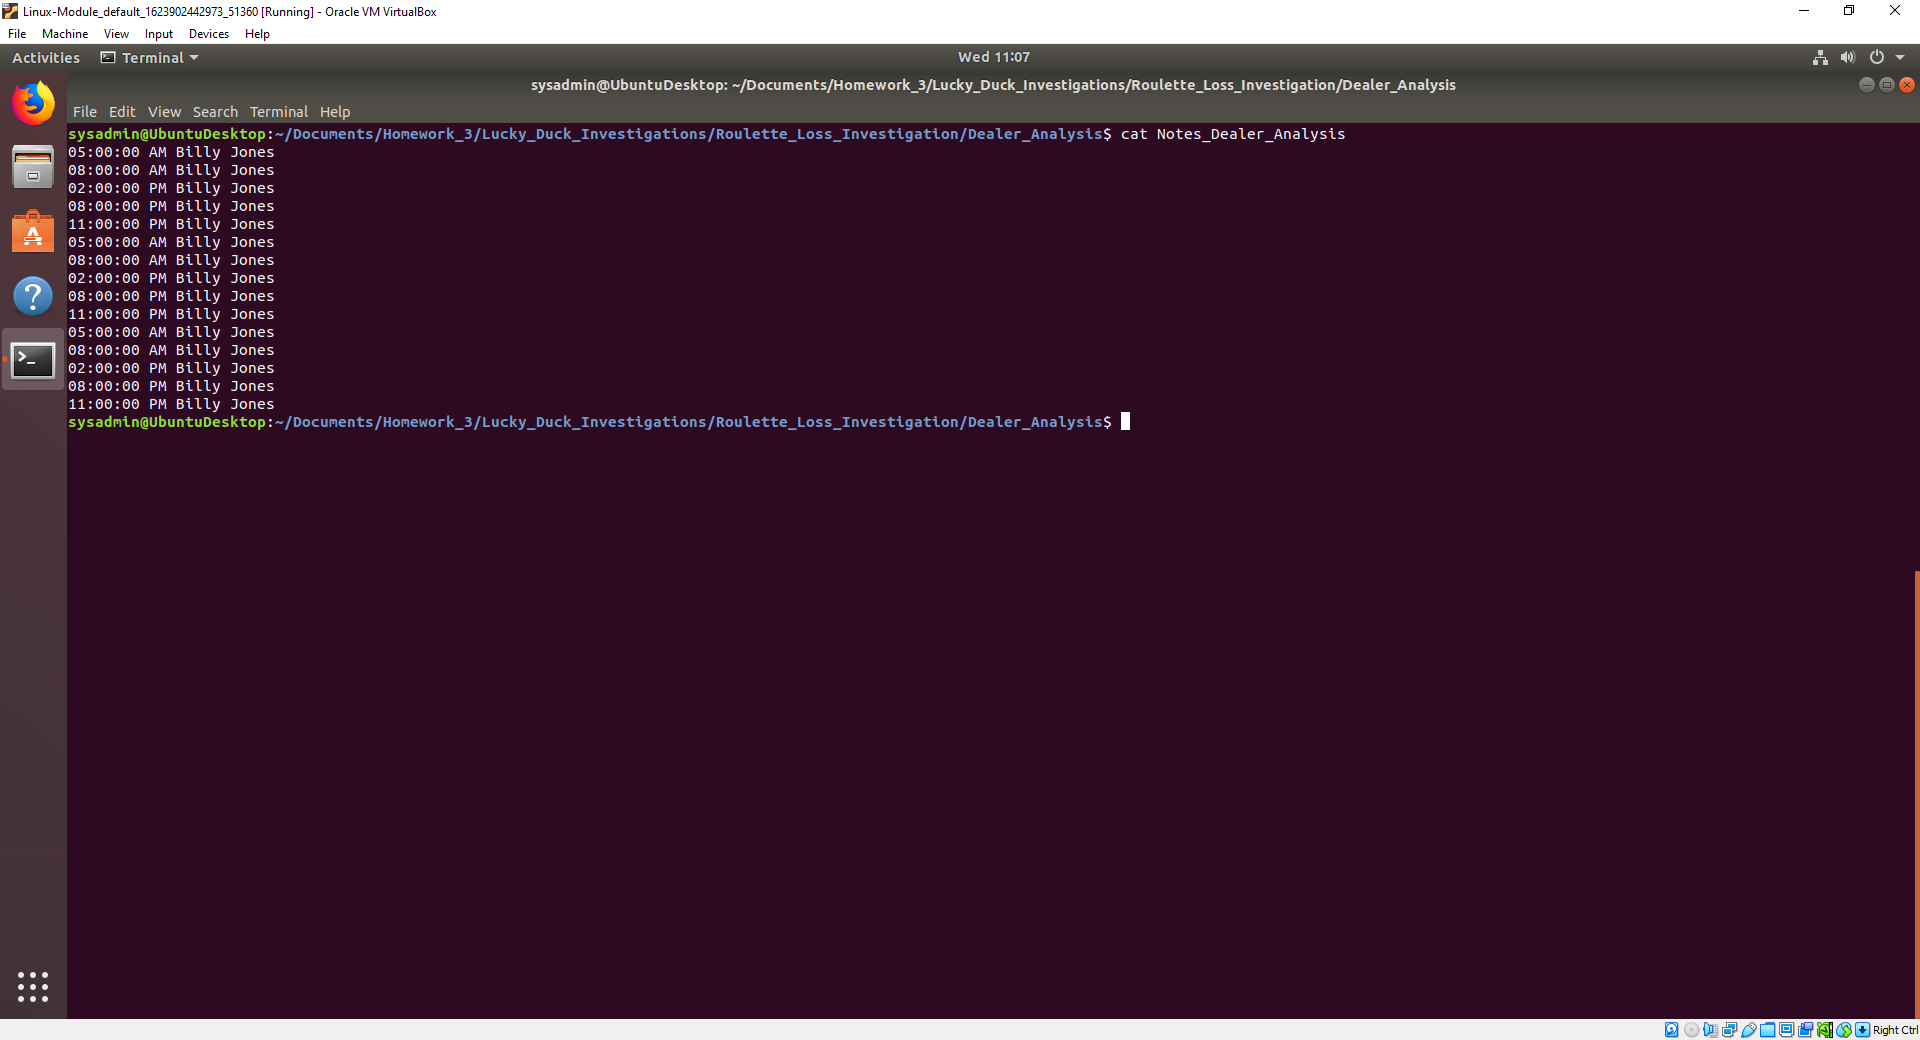 Linux-Module_default_1623902442973_51360 [Running] - Oracle VM VirtualBox
File Machine View Input Devices Help
Activities Terminal Wed 11:07
sysadmin@UbuntuDesktop: ~/Documents/Homework_3/Lucky_Duck_Investigations/Roulette_Loss_Investigation/Dealer_Analysis
File Edit View Search Terminal Help
sysadmin@UbuntuDesktop:~/Documents/Homework_3/Lucky_Duck_Investigations/Roulette_Loss_Investigation/Dealer_Analysis$ cat Notes_Dealer_Analysis
05:00:00 AM Billy Jones
08:00:00 AM Billy Jones
02:00:00 PM Billy Jones
08:00:00 PM Billy Jones
11:00:00 PM Billy Jones
05:00:00 AM Billy Jones
08:00:00 AM Billy Jones
02:00:00 PM Billy Jones
08:00:00 PM Billy Jones
11:00:00 PM Billy Jones
05:00:00 AM Billy Jones
08:00:00 AM Billy Jones
02:00:00 PM Billy Jones
08:00:00 PM Billy Jones
11:00:00 PM Billy Jones
sysadmin@UbuntuDesktop:~/Documents/Homework_3/Lucky_Duck_Investigations/Roulette_Loss_Investigation/Dealer_Analysis$
Right Ctrl